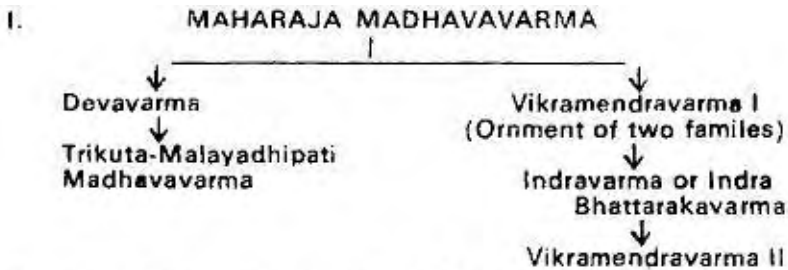 I. MAHARAJA MADHAVAVARMA
Devavarma
Trikuta-Malayadhipati
Madhavavarma
Vikramendravarma I
(Ornment of two familes)
Indravarma or Indra
Bhattarakavarma
Vikramendravarma II